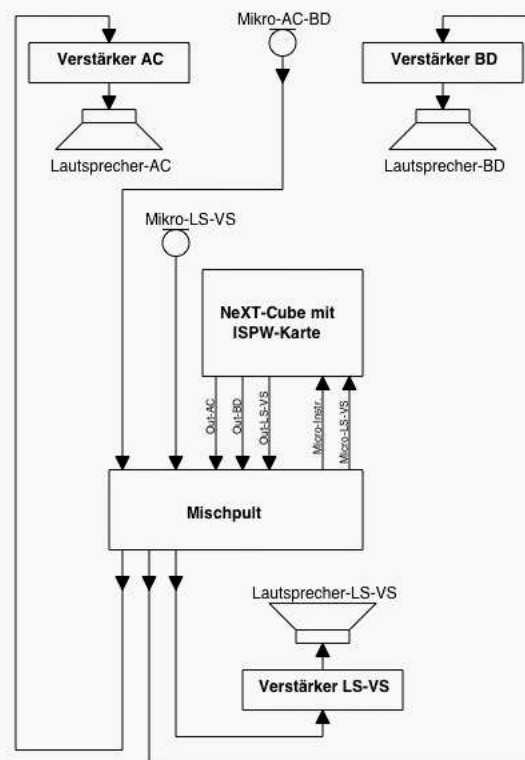 Mikro-AC-BD
Verstärker AC
Verstärker BD
Lautsprecher-AC
Lautsprecher-BD
Mikro-LS-VS
NeXT-Cube mit
ISPW-Karte
Out-AC
Out-BD
Out-LS-VS
Micro-Instr.
Micro-LS-VS
Mischpult
Lautsprecher-LS-VS
Verstärker LS-VS